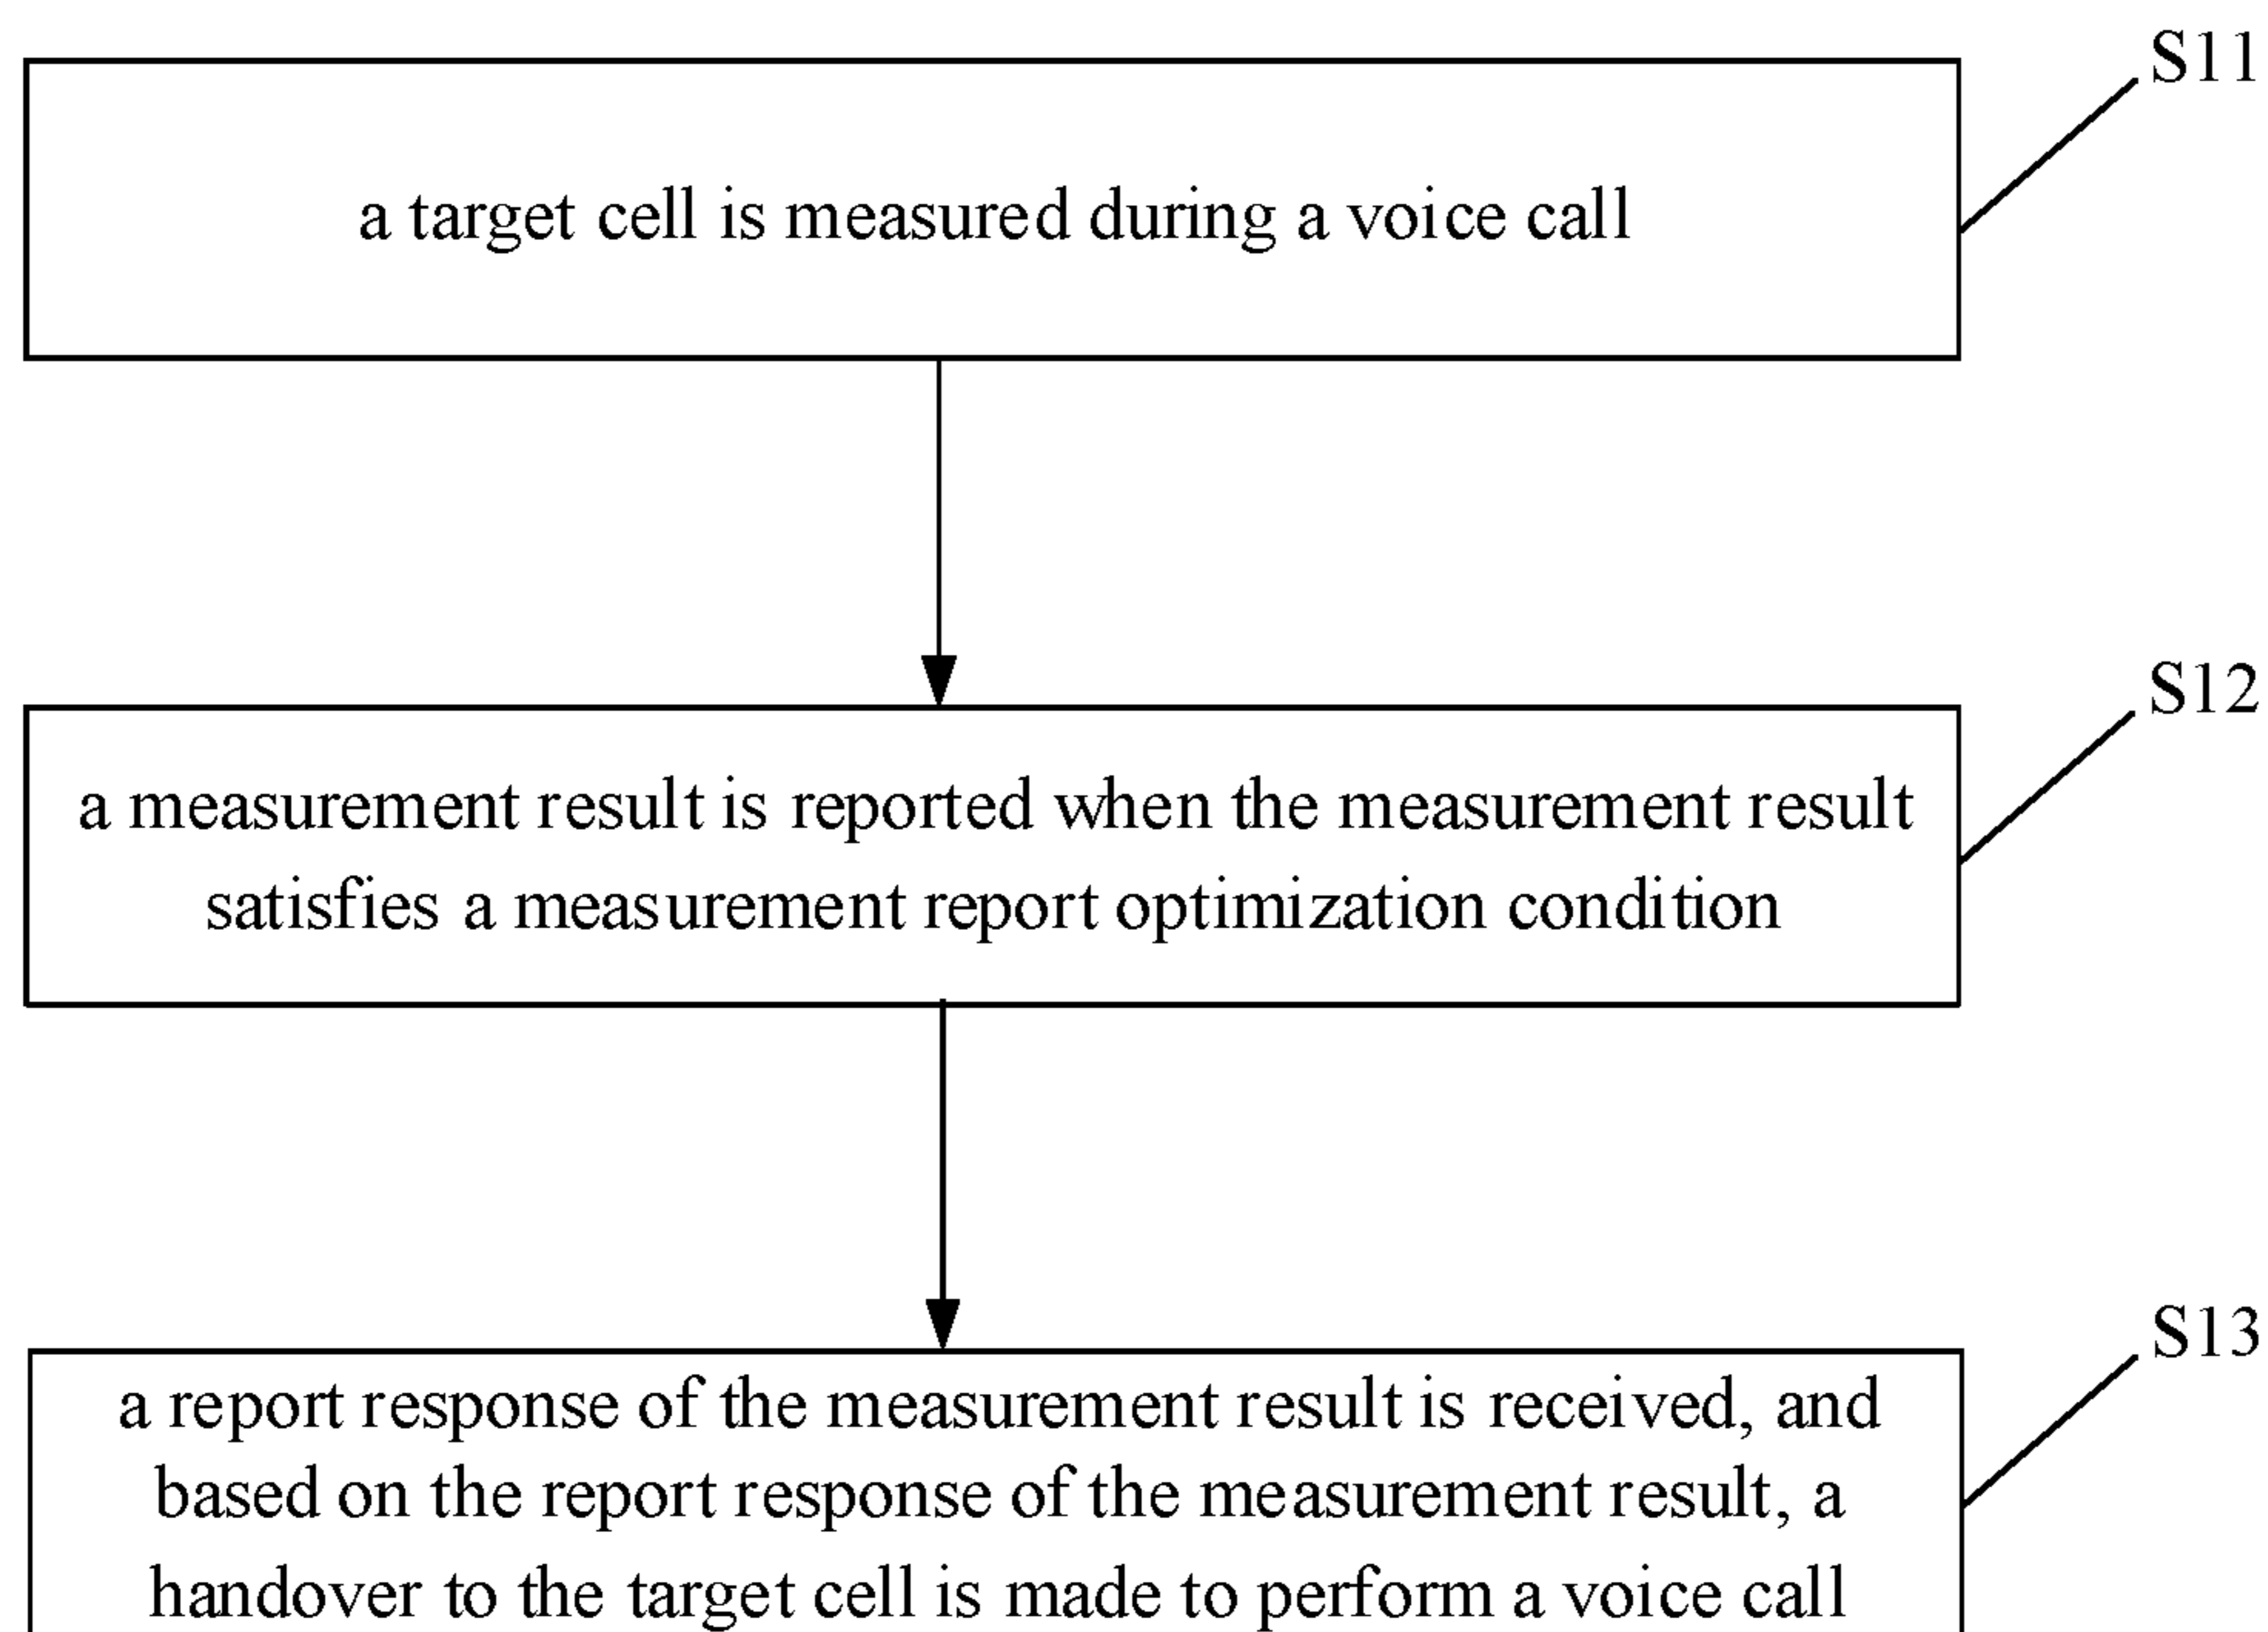 S11
a target cell is measured during a voice call
S12
a measurement result is reported when the measurement result
satisfies a measurement report optimization condition
S13
a report response of the measurement result is received, and
based on the report response of the measurement result, a
handover to the target cell is made to perform a voice call